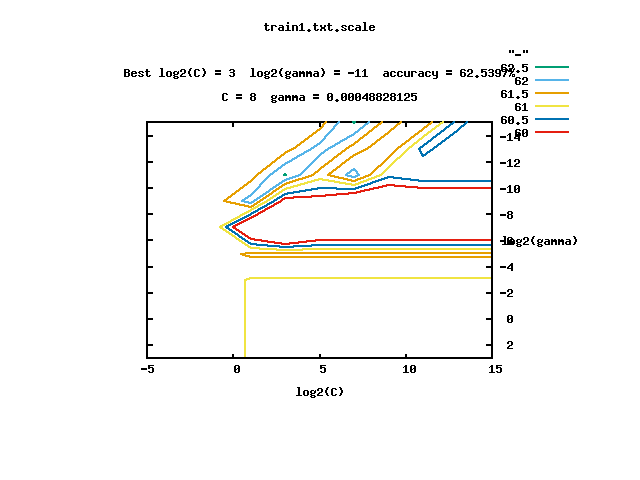 train1.txt.scale
"-"
Best log2(C) = 3 log2(gamma) = -11 accuracy = 62.5397%
62.5
62
C = 8 gamma = 0.00048828125
61.5
61
60.5
60
-14
-12
-10
-8
-6
log2(gamma)
-4
-2
0
2
-5 0 5 10 15
log2(C)